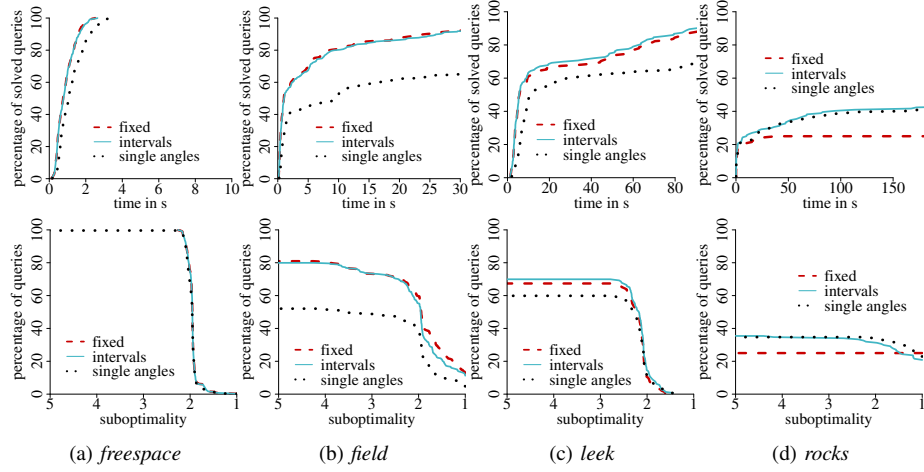 percentage of solved queries
0 20 40 60 80 100
fixed
intervals
single angles
0 2 4 6 8 10
time in s
percentage of solved queries
0 20 40 60 80 100
fixed
intervals
single angles
0 5 10 15 20 25 30
time in s
percentage of solved queries
0 20 40 60 80 100
fixed
intervals
single angles
0 20 40 60 80
time in s
percentage of solved queries
0 20 40 60 80 100
fixed
intervals
single angles
0 50 100 150
time in s
percentage of queries
0 20 40 60 80 100
fixed
intervals
single angles
5 4 3 2 1
suboptimality
percentage of queries
0 20 40 60 80 100
fixed
intervals
single angles
5 4 3 2 1
suboptimality
percentage of queries
0 20 40 60 80 100
fixed
intervals
single angles
5 4 3 2 1
suboptimality
percentage of queries
0 20 40 60 80 100
fixed
intervals
single angles
5 4 3 2 1
suboptimality
(a) freespace
(b) field
(c) leek
(d) rocks